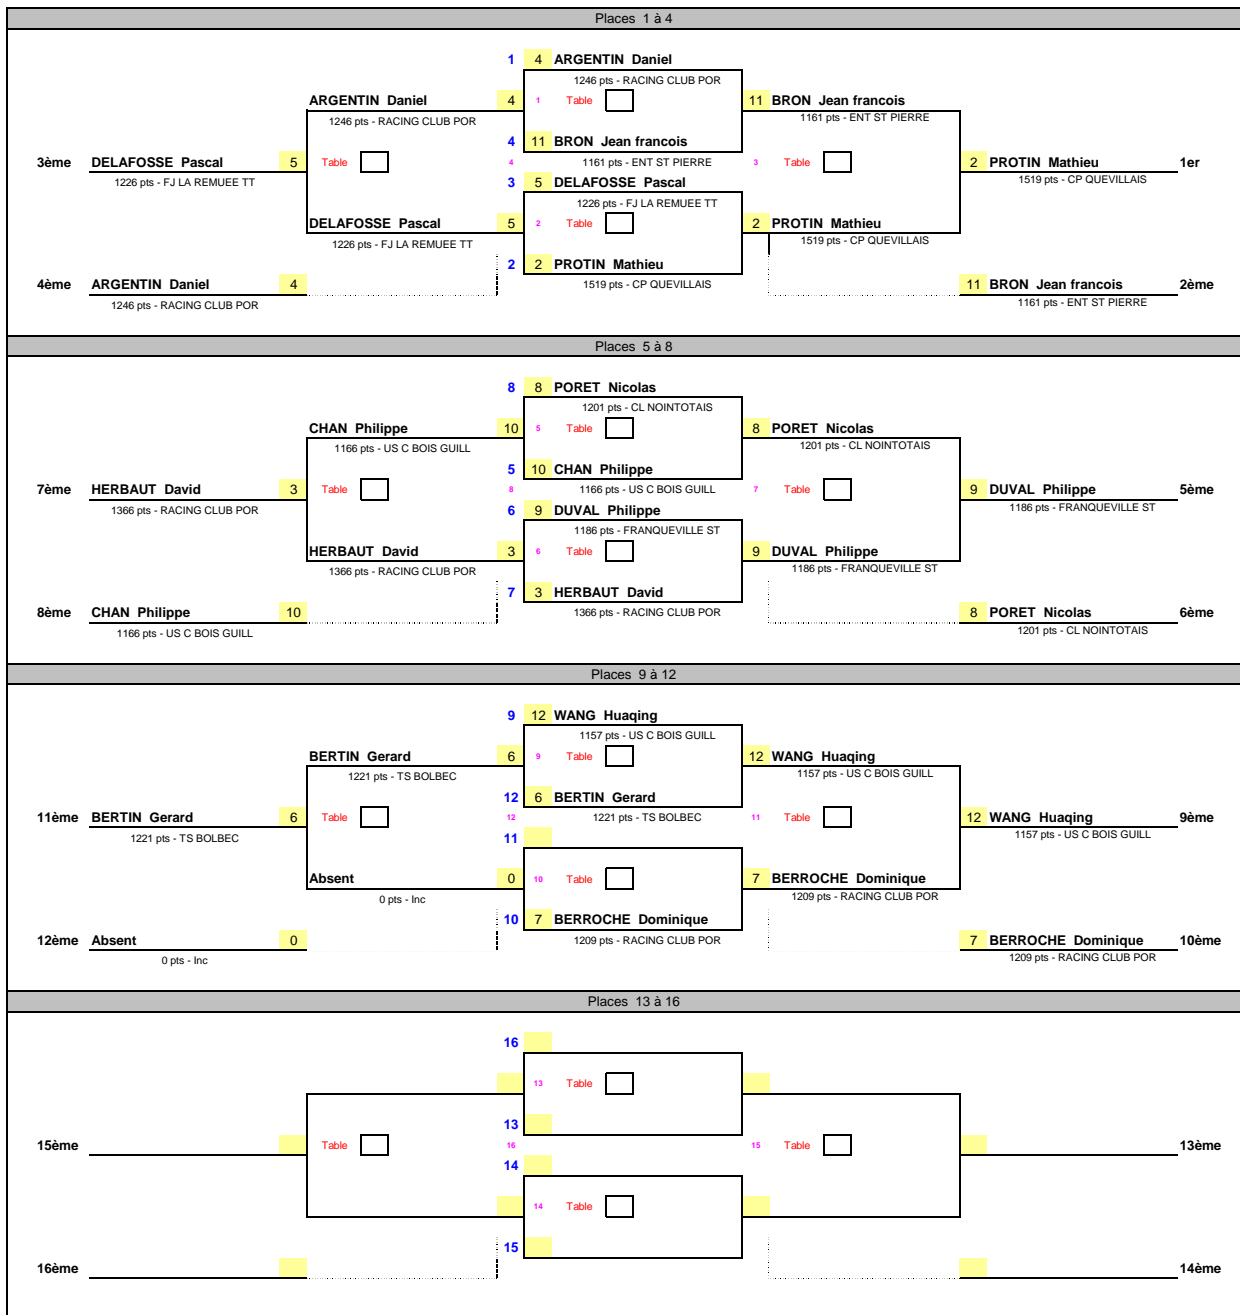 Places 1 à 4
1 4 ARGENTIN Daniel
1246 pts - RACING CLUB POR
ARGENTIN Daniel 4 1 Table 11 BRON Jean francois
1246 pts - RACING CLUB POR 1161 pts - ENT ST PIERRE
4 11 BRON Jean francois
3ème DELAFOSSE Pascal 5 Table 4 1161 pts - ENT ST PIERRE 3 Table 2 PROTIN Mathieu 1er
1226 pts - FJ LA REMUEE TT 3 5 DELAFOSSE Pascal 1519 pts - CP QUEVILLAIS
1226 pts - FJ LA REMUEE TT
DELAFOSSE Pascal 5 2 Table 2 PROTIN Mathieu
1226 pts - FJ LA REMUEE TT 1519 pts - CP QUEVILLAIS
2 2 PROTIN Mathieu
4ème ARGENTIN Daniel 4 1519 pts - CP QUEVILLAIS 11 BRON Jean francois 2ème
1246 pts - RACING CLUB POR 1161 pts - ENT ST PIERRE
Places 5 à 8
8 8 PORET Nicolas
1201 pts - CL NOINTOTAIS
CHAN Philippe 10 5 Table 8 PORET Nicolas
1166 pts - US C BOIS GUILL 1201 pts - CL NOINTOTAIS
5 10 CHAN Philippe
7ème HERBAUT David 3 Table 8 1166 pts - US C BOIS GUILL 7 Table 9 DUVAL Philippe 5ème
1366 pts - RACING CLUB POR 6 9 DUVAL Philippe 1186 pts - FRANQUEVILLE ST
1186 pts - FRANQUEVILLE ST
HERBAUT David 3 6 Table 9 DUVAL Philippe
1366 pts - RACING CLUB POR 1186 pts - FRANQUEVILLE ST
7 3 HERBAUT David
8ème CHAN Philippe 10 1366 pts - RACING CLUB POR 8 PORET Nicolas 6ème
1166 pts - US C BOIS GUILL 1201 pts - CL NOINTOTAIS
Places 9 à 12
9 12 WANG Huaqing
1157 pts - US C BOIS GUILL
BERTIN Gerard 6 9 Table 12 WANG Huaqing
1221 pts - TS BOLBEC 1157 pts - US C BOIS GUILL
12 6 BERTIN Gerard
11ème BERTIN Gerard 6 Table 12 1221 pts - TS BOLBEC 11 Table 12 WANG Huaqing 9ème
1221 pts - TS BOLBEC 11 1157 pts - US C BOIS GUILL
Absent 0 10 Table 7 BERROCHE Dominique
0 pts - Inc 1209 pts - RACING CLUB POR
10 7 BERROCHE Dominique
12ème Absent 0 1209 pts - RACING CLUB POR 7 BERROCHE Dominique 10ème
0 pts - Inc 1209 pts - RACING CLUB POR
Places 13 à 16
16
13 Table
13
15ème Table 16 15 Table 13ème
14
14 Table
15
16ème 14ème